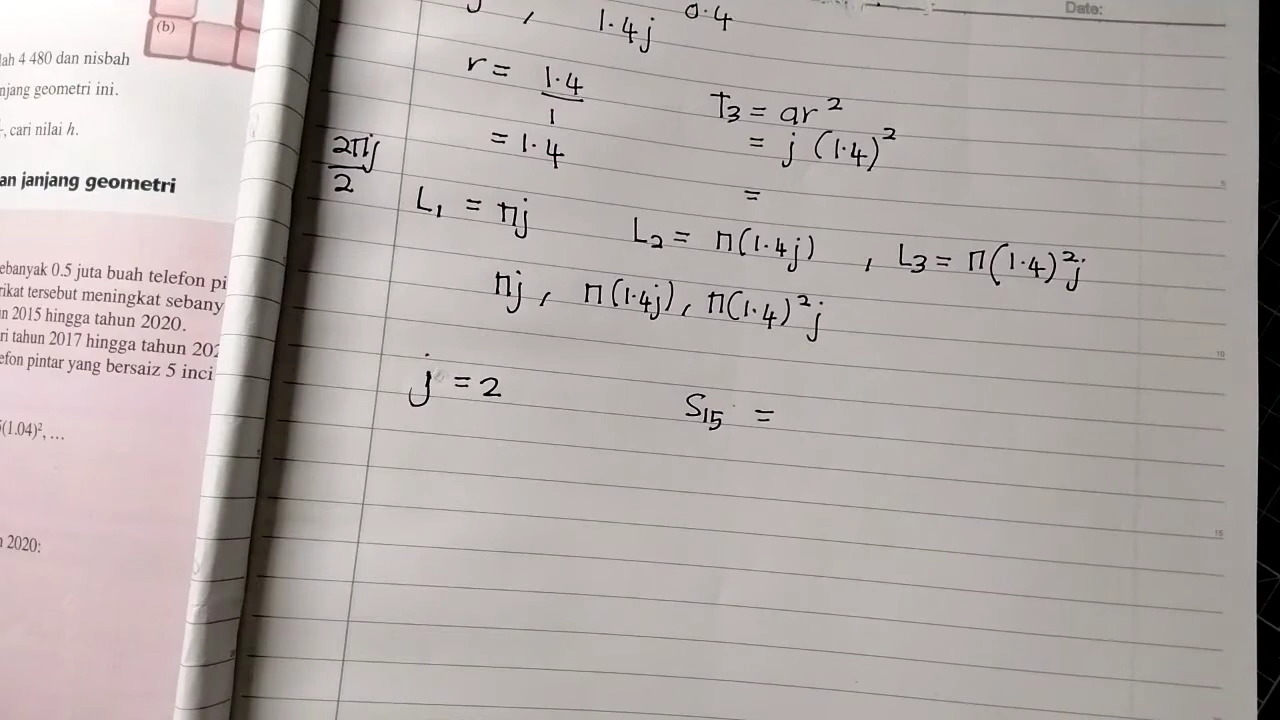 Date:
(b)
lah 4 480 dan nisbah
njang geometri ini.
, cari nilai h.
an janjang geometri
ebanyak 0.5 juta buah telefon pi
rikat tersebut meningkat sebany
n 2015 hingga tahun 2020.
ri tahun 2017 hingga tahun 202
efon pintar yang bersaiz 5 inci
(1.04)², …
2020:
j , 1.4j 0.4
r = 1.4/1
= 1.4
T3 = ar²
= j (1.4)²
=
2πj/2
L₁ = πj L₂ = π(1.4j) , L₃ = π(1.4)²j
πj , π(1.4j) , π(1.4)²j
j = 2 S₁₅ =
5
10
15